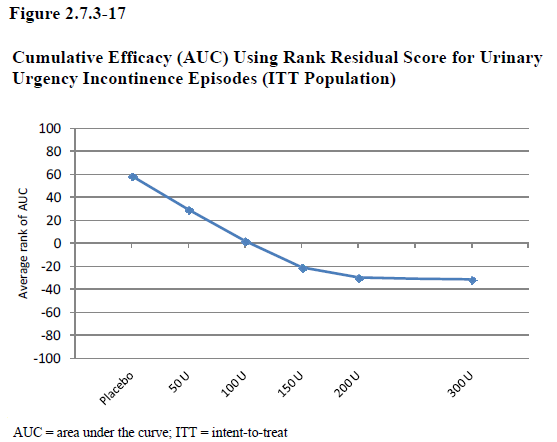 Figure 2.7.3-17
Cumulative Efficacy (AUC) Using Rank Residual Score for Urinary
Urgency Incontinence Episodes (ITT Population)
100
80
60
40
20
0
-20
-40
-60
-80
-100
Average rank of AUC
Placebo
50 U
100 U
150 U
200 U
300 U
AUC = area under the curve; ITT = intent-to-treat